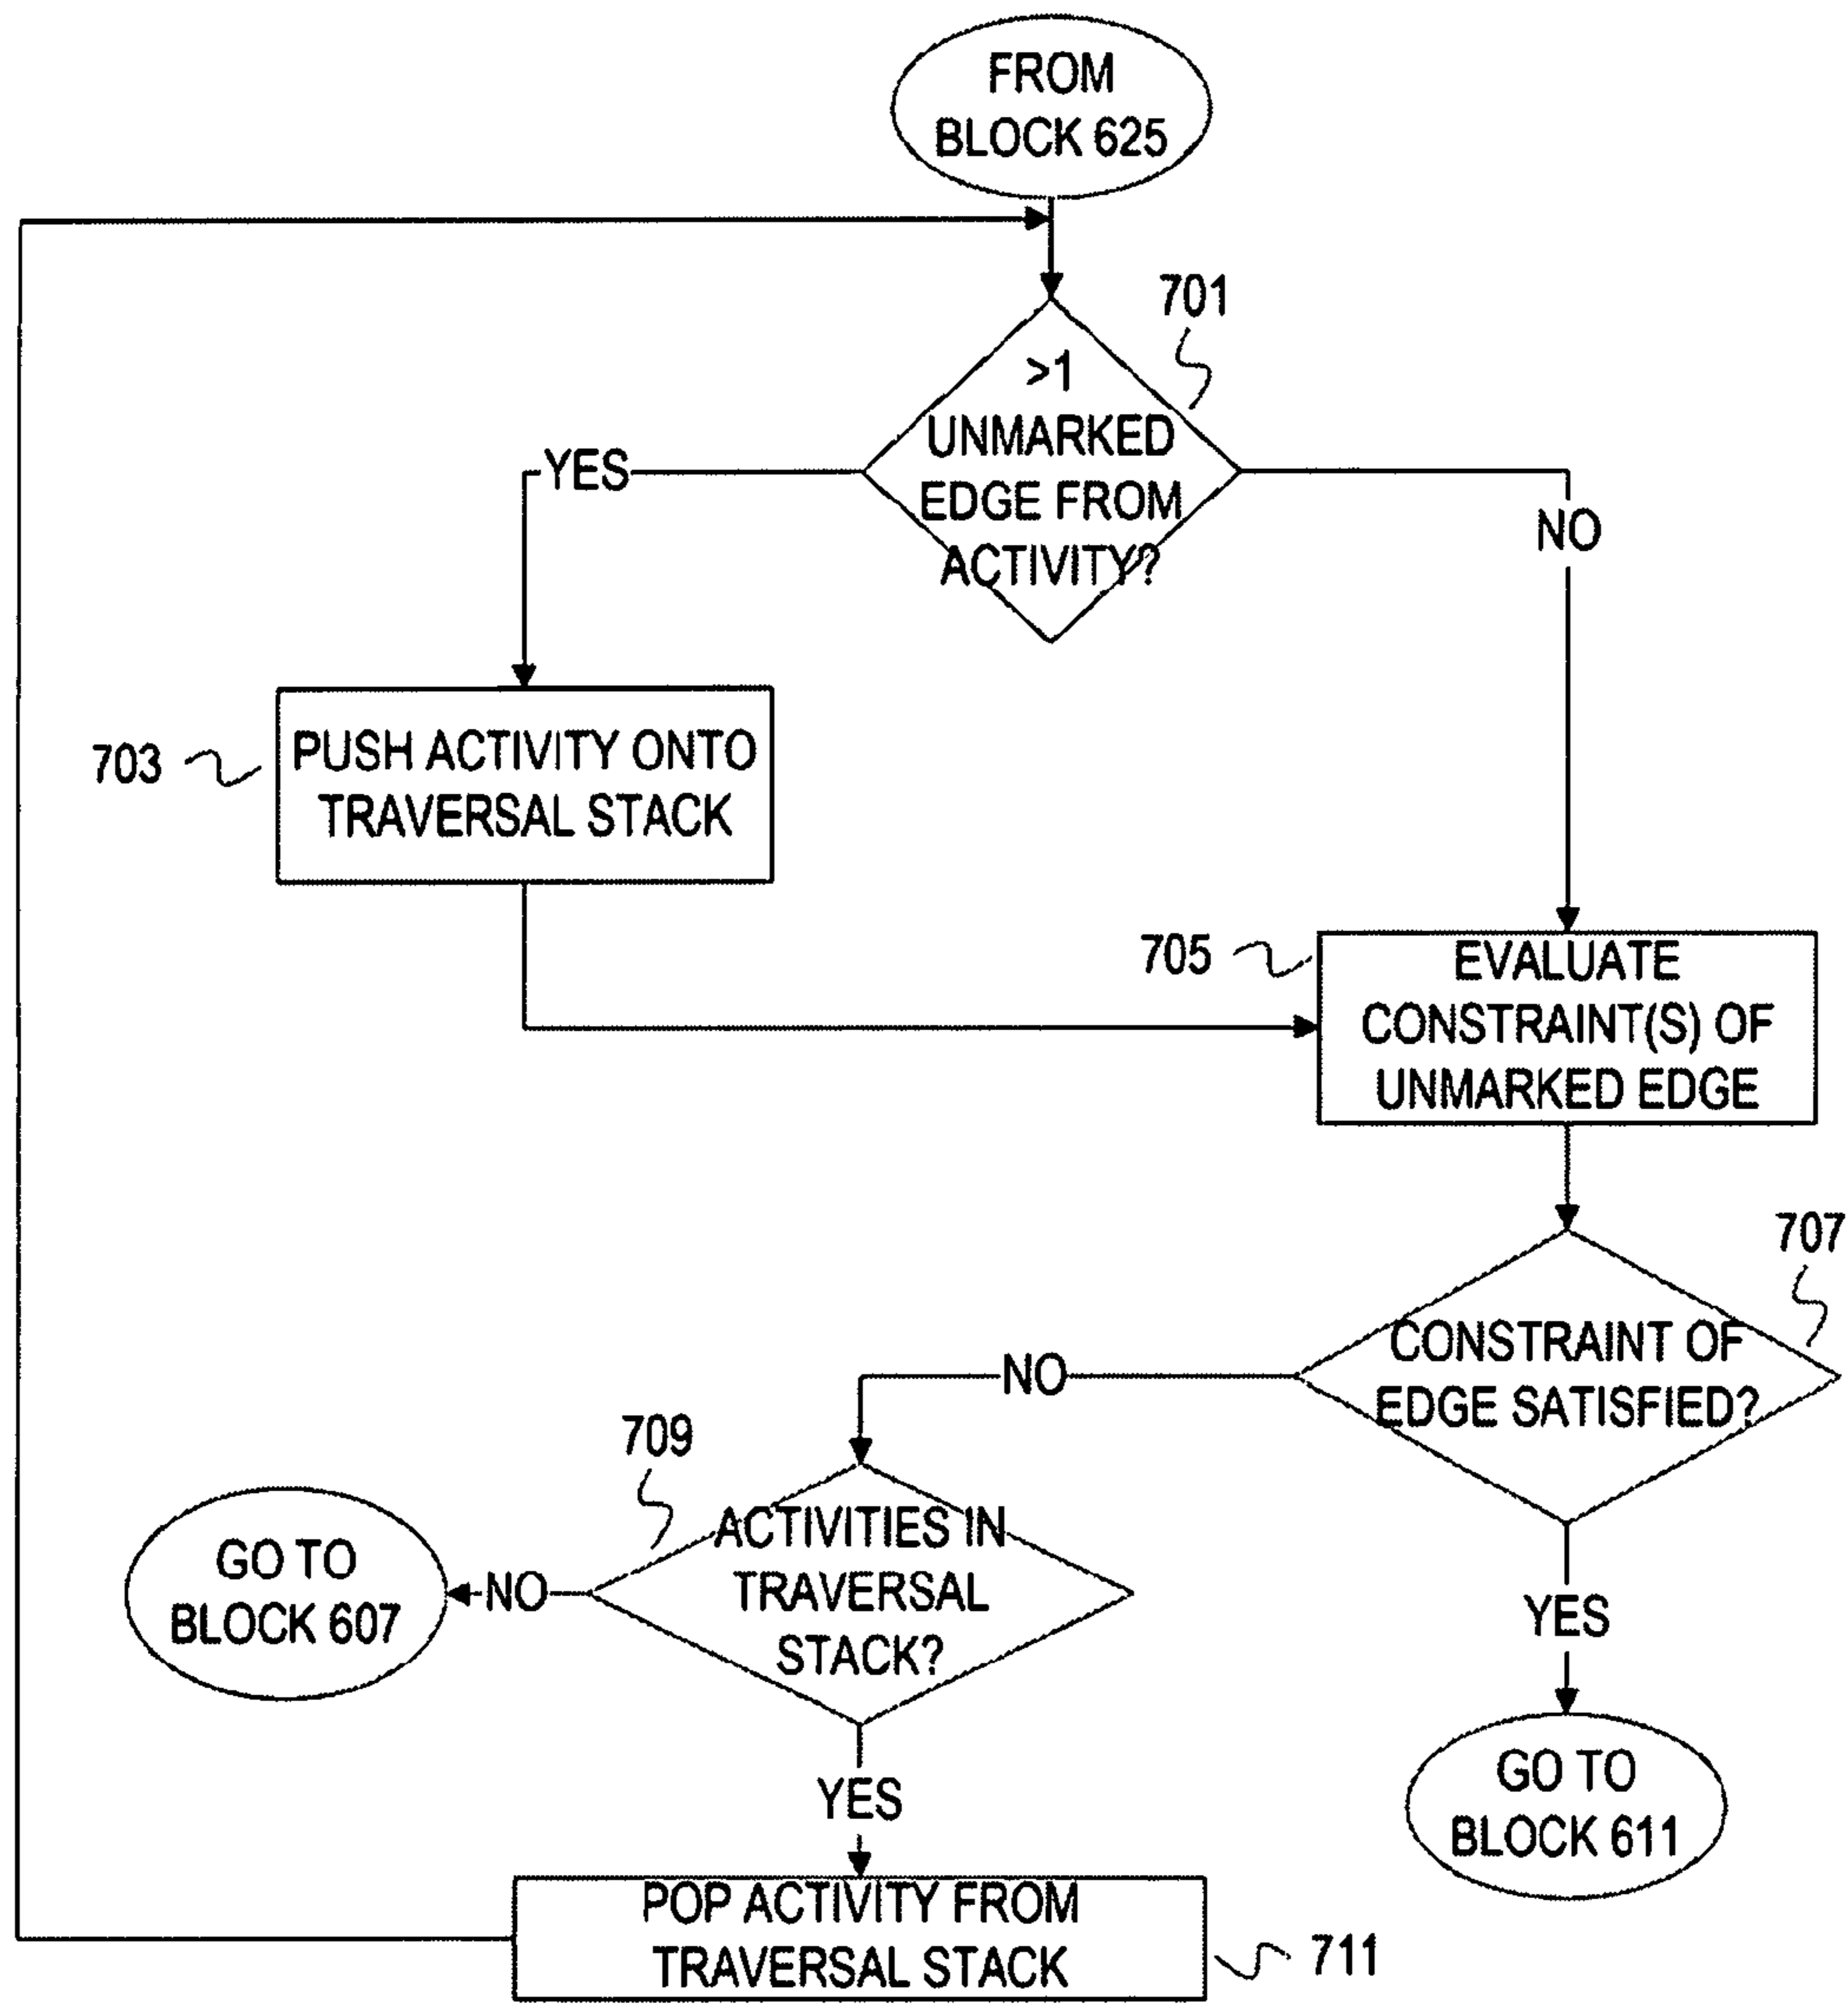 FROM
BLOCK 625
701
>1
UNMARKED
EDGE FROM
ACTIVITY?
YES
NO
703
PUSH ACTIVITY ONTO
TRAVERSAL STACK
705
EVALUATE
CONSTRAINT(S) OF
UNMARKED EDGE
707
CONSTRAINT OF
EDGE SATISFIED?
NO
709
ACTIVITIES IN
TRAVERSAL
STACK?
GO TO
BLOCK 607
NO
YES
YES
GO TO
BLOCK 611
POP ACTIVITY FROM
TRAVERSAL STACK
711